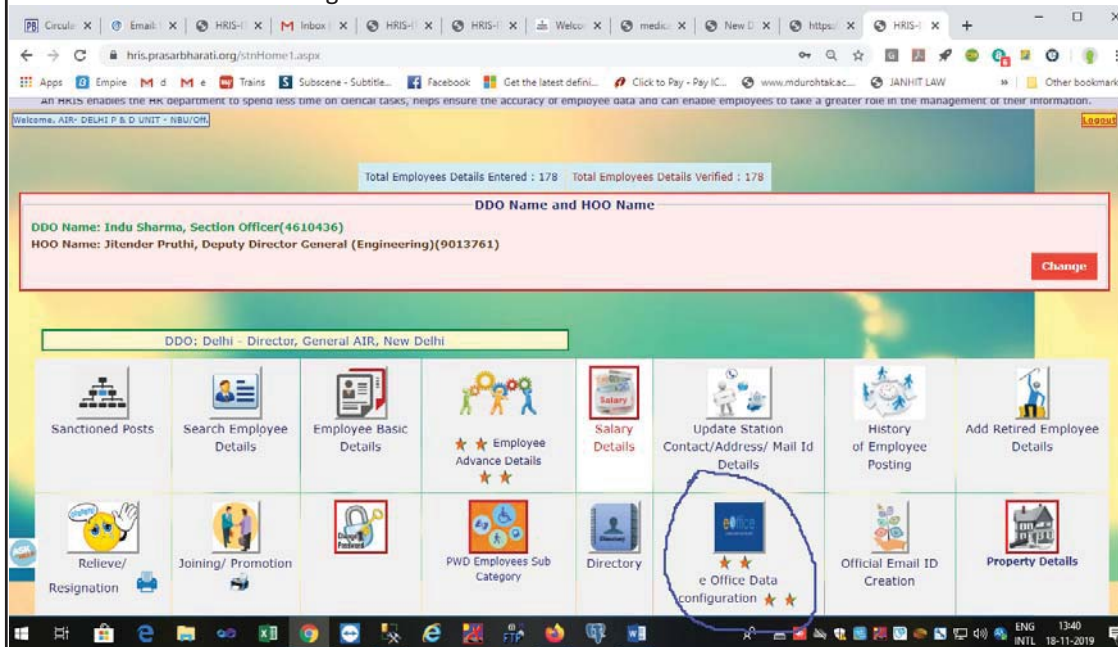 Circula
Email
Inbox
HRIS-
HRIS-
Welco
medic
New D
https:/
HRIS-
hris.prasarbharati.org/stnHome1.aspx
Apps
Empire
M d
M e
Trains
Subscene - Subtitle...
Facebook
Get the latest defini...
Click to Pay - Pay IC...
www.mdurohtak.ac...
JANHIT LAW
»
Other bookmark
An HRIS enables the HR department to spend less time on clerical tasks, helps ensure the accuracy of employee data and can enable employees to take a greater role in the management of their information.
Welcome, AIR- DELHI P & D UNIT - NBU/Off.
Logout
Total Employees Details Entered : 178 Total Employees Details Verified : 178
DDO Name and HOO Name
DDO Name: Indu Sharma, Section Officer(4610436)
HOO Name: Jitender Pruthi, Deputy Director General (Engineering)(9013761)
Change
DDO: Delhi - Director, General AIR, New Delhi
Sanctioned Posts
Search Employee
Details
Employee Basic
Details
Employee
Advance Details
Salary
Salary
Details
Update Station
Contact/Address/ Mail Id
Details
History
of Employee
Posting
Add Retired Employee
Details
Relieve/
Resignation
Joining/ Promotion
Change
Password
PWD Employees Sub
Category
Directory
Directory
eOffice
e Office Data
configuration
Official Email ID
Creation
Property Details
FTP
ENG
INTL
13:40
18-11-2019